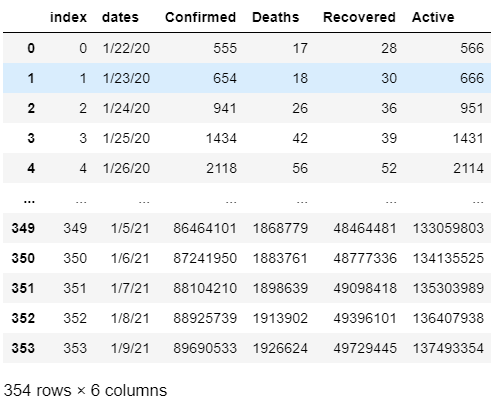 index dates Confirmed Deaths Recovered Active
0 0 1/22/20 555 17 28 566
1 1 1/23/20 654 18 30 666
2 2 1/24/20 941 26 36 961
3 3 1/25/20 1434 42 39 1431
4 4 1/26/20 2118 56 52 2114
... ... ... ... ... ... ...
349 349 1/5/21 86464101 1868779 48464481 133059803
350 350 1/6/21 87241950 1883761 48777336 134135525
351 351 1/7/21 88104210 1898639 49098418 135303989
352 352 1/8/21 88925739 1913902 49396101 136407938
353 353 1/9/21 89690533 1926624 49729445 137493354
354 rows × 6 columns